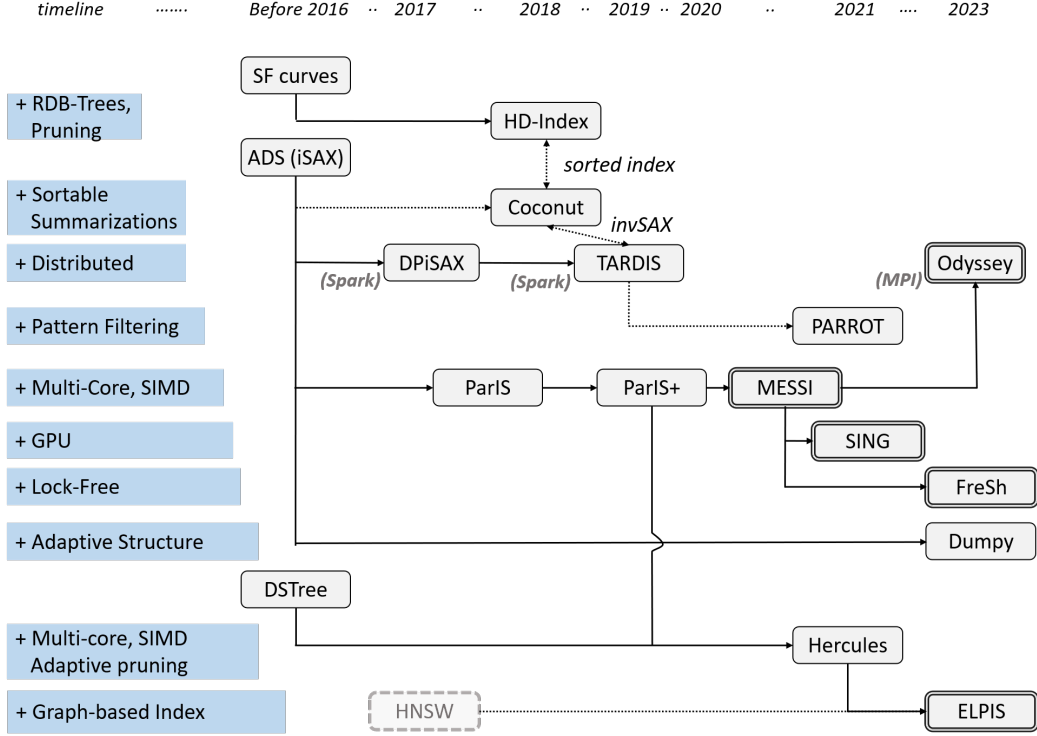 timeline ....... Before 2016 .. 2017 .. 2018 .. 2019 .. 2020 .. 2021 .... 2023
SF curves
+ RDB-Trees,
Pruning
HD-Index
ADS (iSAX)
sorted index
+ Sortable
Summarizations
Coconut
invSAX
+ Distributed
(Spark)
DPiSAX
(Spark)
TARDIS
(MPI)
Odyssey
+ Pattern Filtering
PARROT
+ Multi-Core, SIMD
ParIS
ParIS+
MESSI
+ GPU
SING
+ Lock-Free
FreSh
+ Adaptive Structure
Dumpy
DSTree
+ Multi-core, SIMD
Adaptive pruning
Hercules
+ Graph-based Index
HNSW
ELPIS